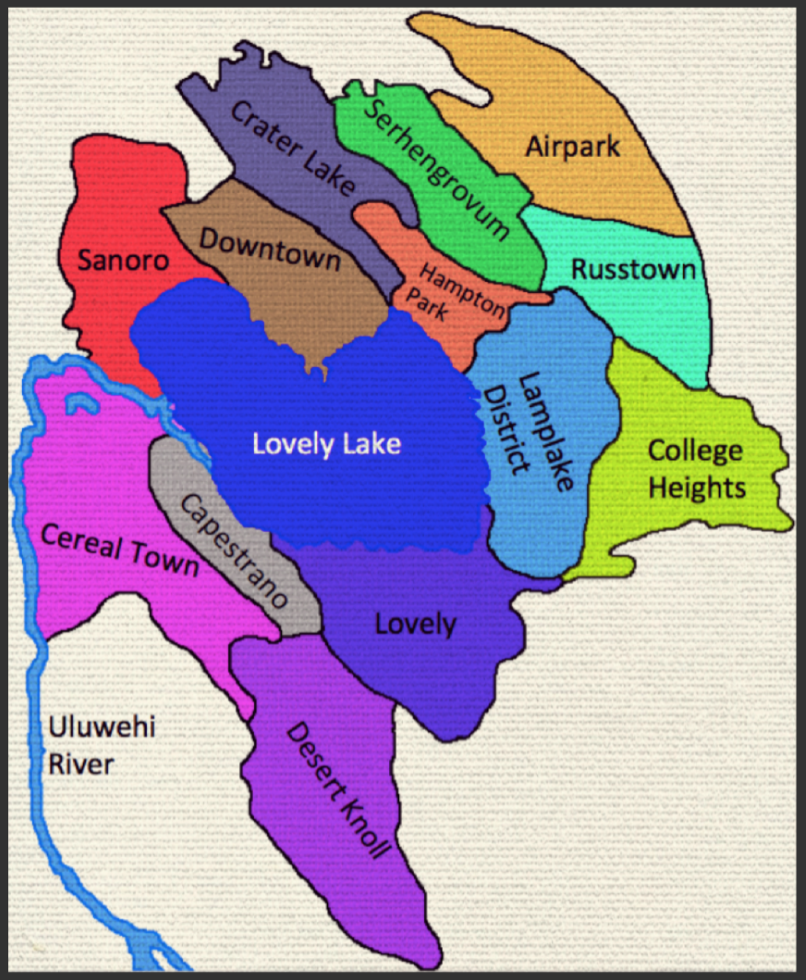 Airpark
Crater Lake
Serhengrovum
Downtown
Sanoro
Russtown
Hampton
Park
Lovely Lake
Lamplake
District
College
Heights
Cereal Town
Capestrano
Lovely
Uluwehi
River
Desert Knoll